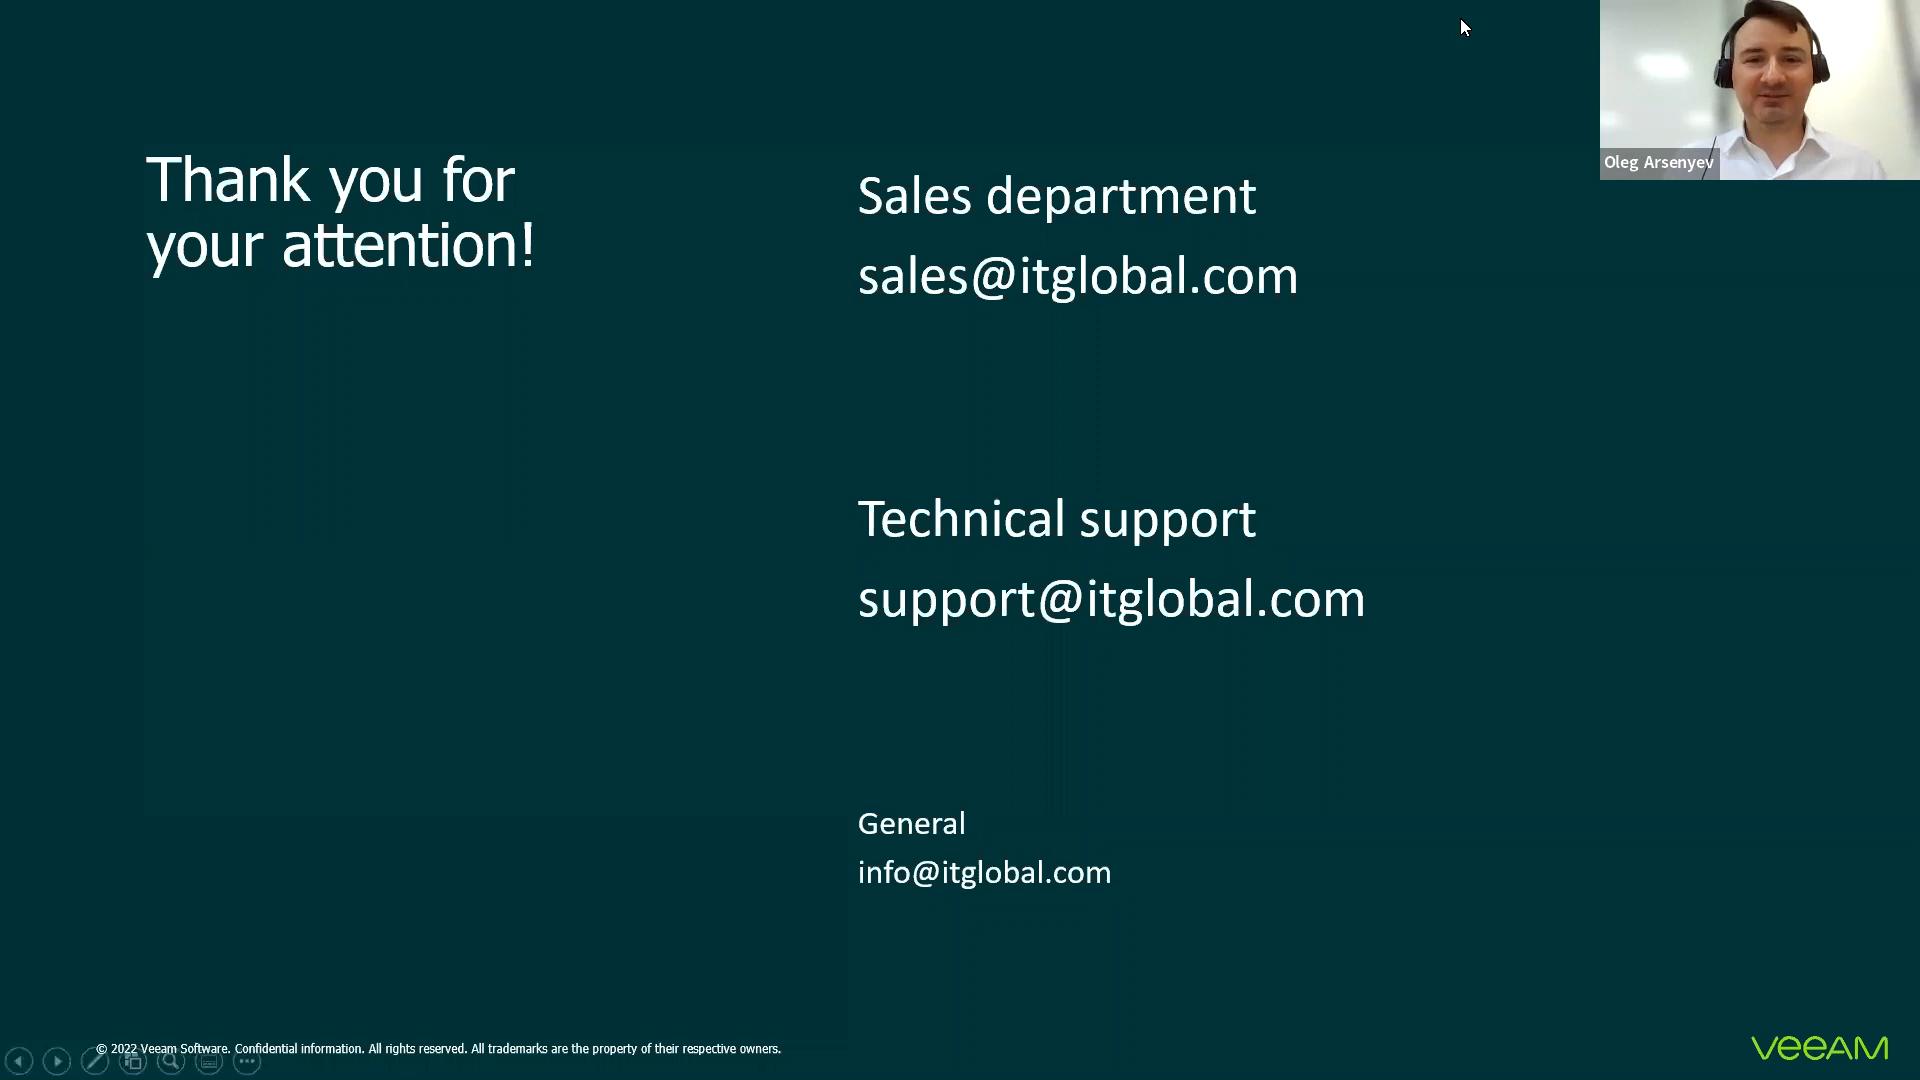 Thank you for
your attention!
Sales department
sales@itglobal.com
Technical support
support@itglobal.com
General
info@itglobal.com
Oleg Arsenyev
© 2022 Veeam Software. Confidential information. All rights reserved. All trademarks are the property of their respective owners.
veeam